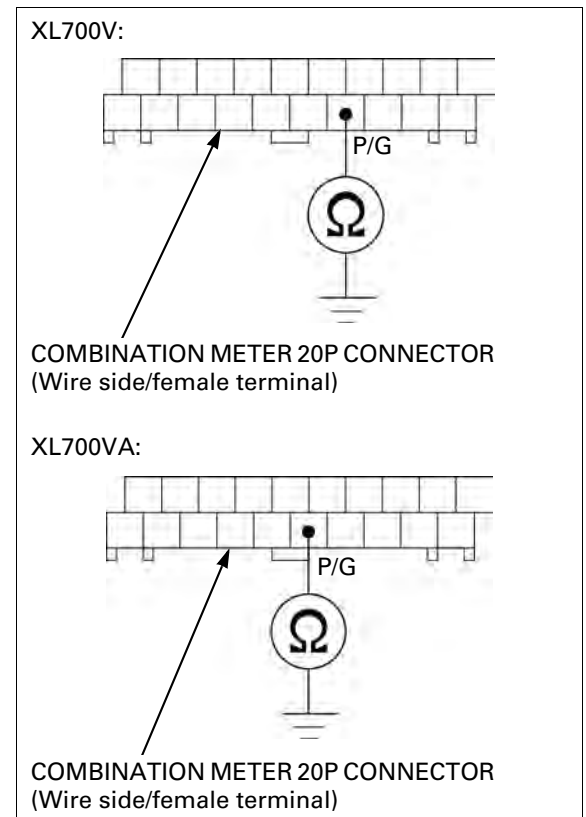 XL700V:
P/G
Ω
COMBINATION METER 20P CONNECTOR
(Wire side/female terminal)
XL700VA:
P/G
Ω
COMBINATION METER 20P CONNECTOR
(Wire side/female terminal)